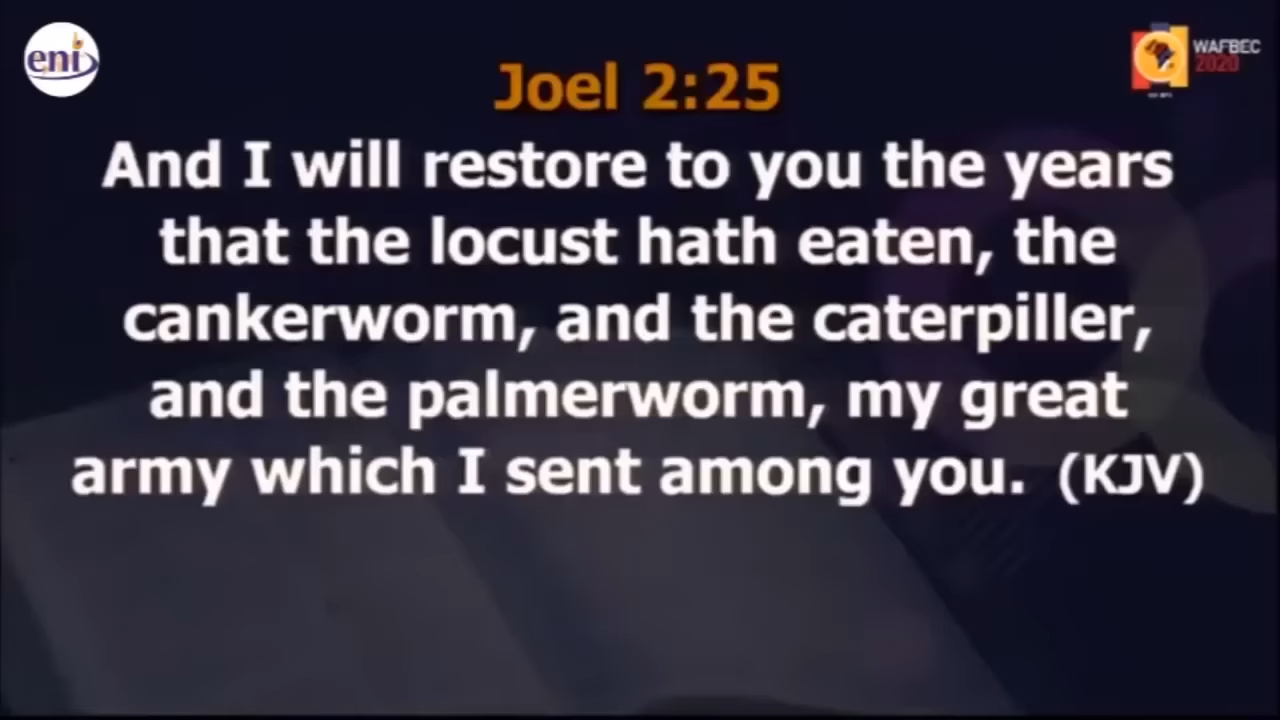 eni
WAFBEC
2020
Joel 2:25
And I will restore to you the years
that the locust hath eaten, the
cankerworm, and the caterpiller,
and the palmerworm, my great
army which I sent among you. (KJV)